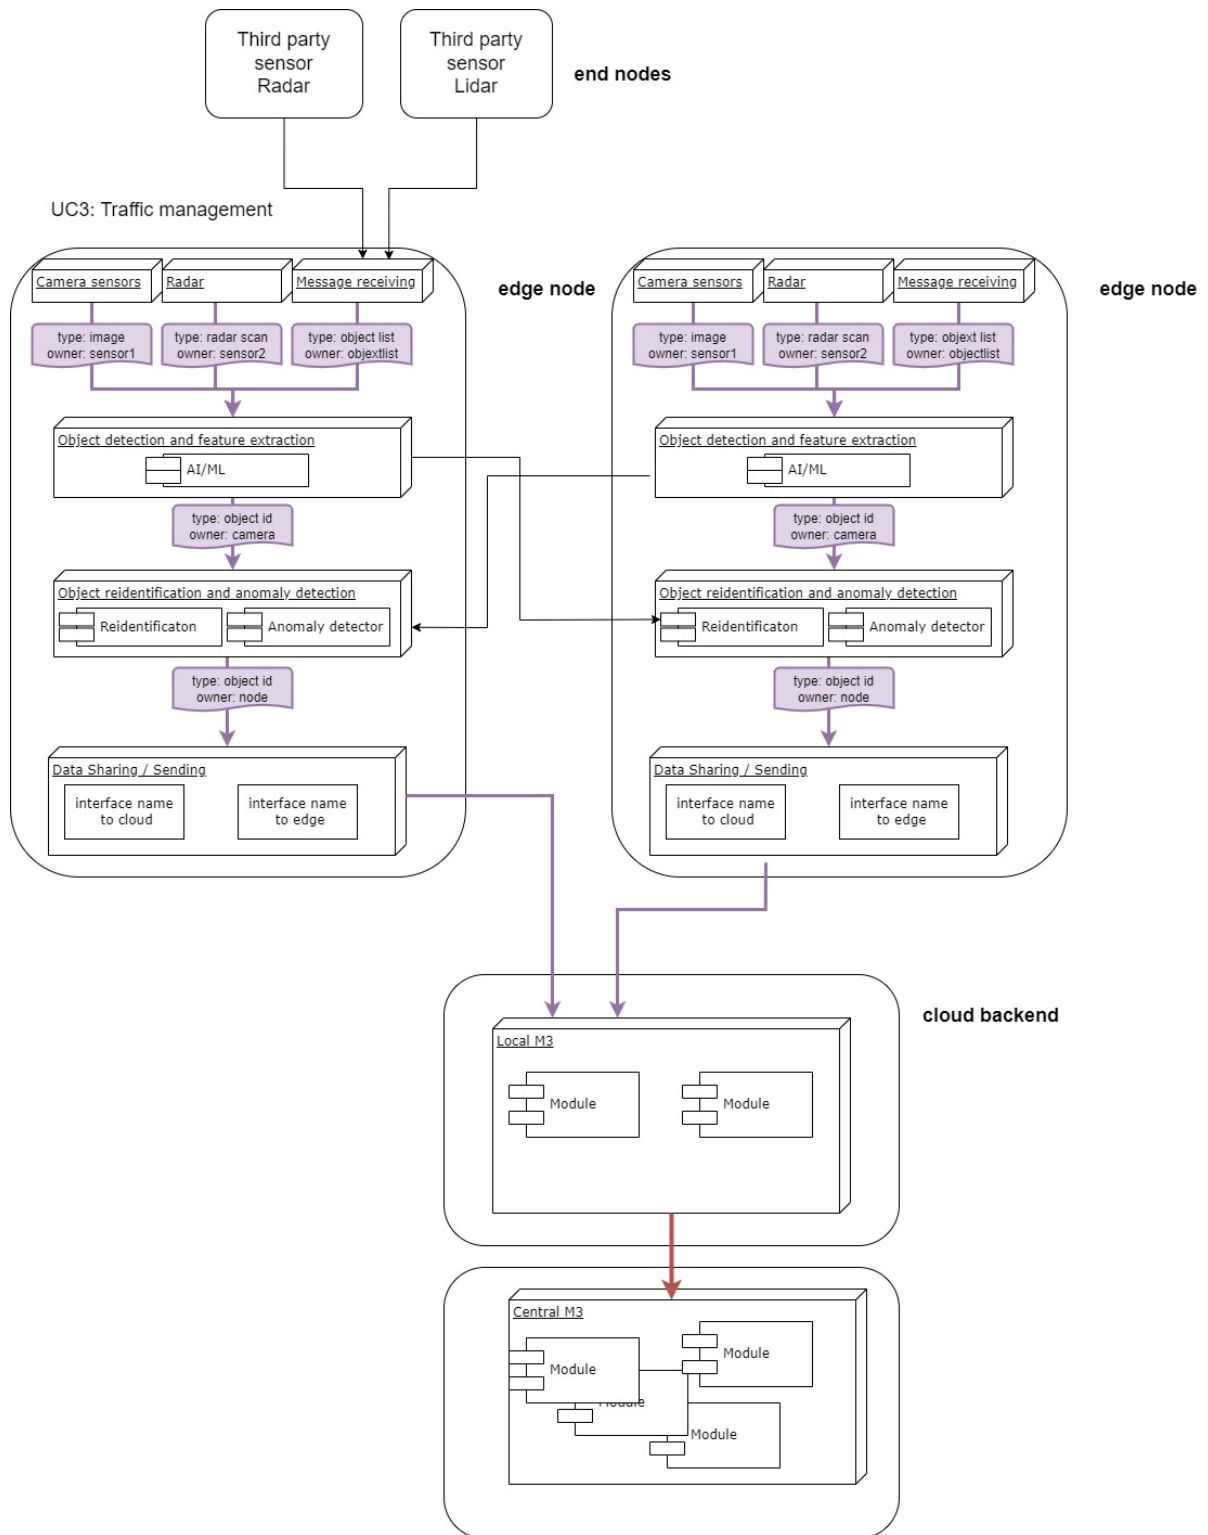 Third party
sensor
Radar
Third party
sensor
Lidar
end nodes
UC3: Traffic management
Camera sensors
Radar
Message receiving
edge node
type: image
owner: sensor1
type: radar scan
owner: sensor2
type: object list
owner: objextlist
Object detection and feature extraction
AI/ML
type: object id
owner: camera
Object reidentification and anomaly detection
Reidentificaton
Anomaly detector
type: object id
owner: node
Data Sharing / Sending
interface name
to cloud
interface name
to edge
Camera sensors
Radar
Message receiving
edge node
type: image
owner: sensor1
type: radar scan
owner: sensor2
type: objext list
owner: objectlist
Object detection and feature extraction
AI/ML
type: object id
owner: camera
Object reidentification and anomaly detection
Reidentificaton
Anomaly detector
type: object id
owner: node
Data Sharing / Sending
interface name
to cloud
interface name
to edge
cloud backend
Local M3
Module
Module
Central M3
Module
Module
Module
Module